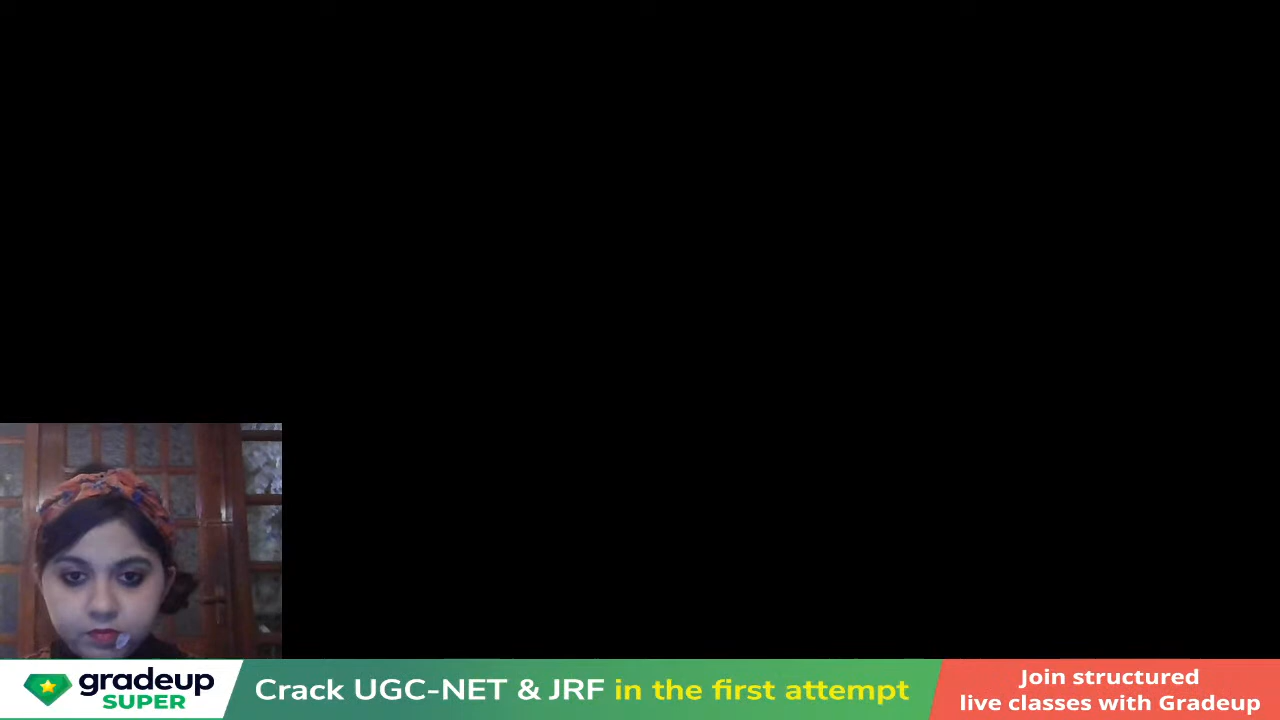 gradeup
SUPER
Crack UGC-NET & JRF in the first attempt
Join structured
live classes with Gradeup